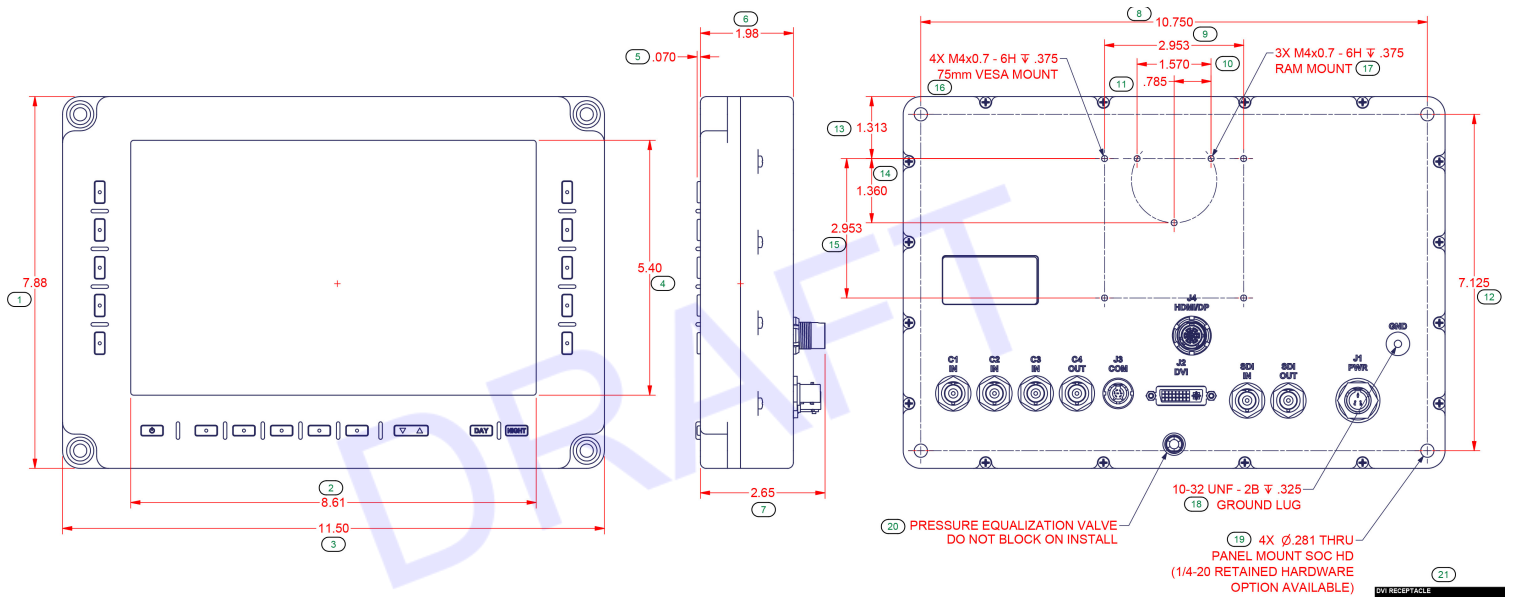 6
1.98
5 .070
8
10.750
9
2.953
4X M4x0.7 - 6H ↧ .375
75mm VESA MOUNT
16
1.570 10
11 .785
3X M4x0.7 - 6H ↧ .375
RAM MOUNT 17
13 1.313
14
1.360
2.953
15
7.88
1
5.40
4
7.125
12
J4
HDMI/DP
GND
C1
IN
C2
IN
C3
IN
C4
OUT
J3
COM
J2
DVI
SDI
IN
SDI
OUT
J1
PWR
DAY
NIGHT
2
8.61
11.50
3
2.65
7
DRAFT
10-32 UNF - 2B ↧ .325
18 GROUND LUG
20 PRESSURE EQUALIZATION VALVE
DO NOT BLOCK ON INSTALL
19 4X Ø.281 THRU
PANEL MOUNT SOC HD
(1/4-20 RETAINED HARDWARE
OPTION AVAILABLE)
21
DVI RECEPTACLE